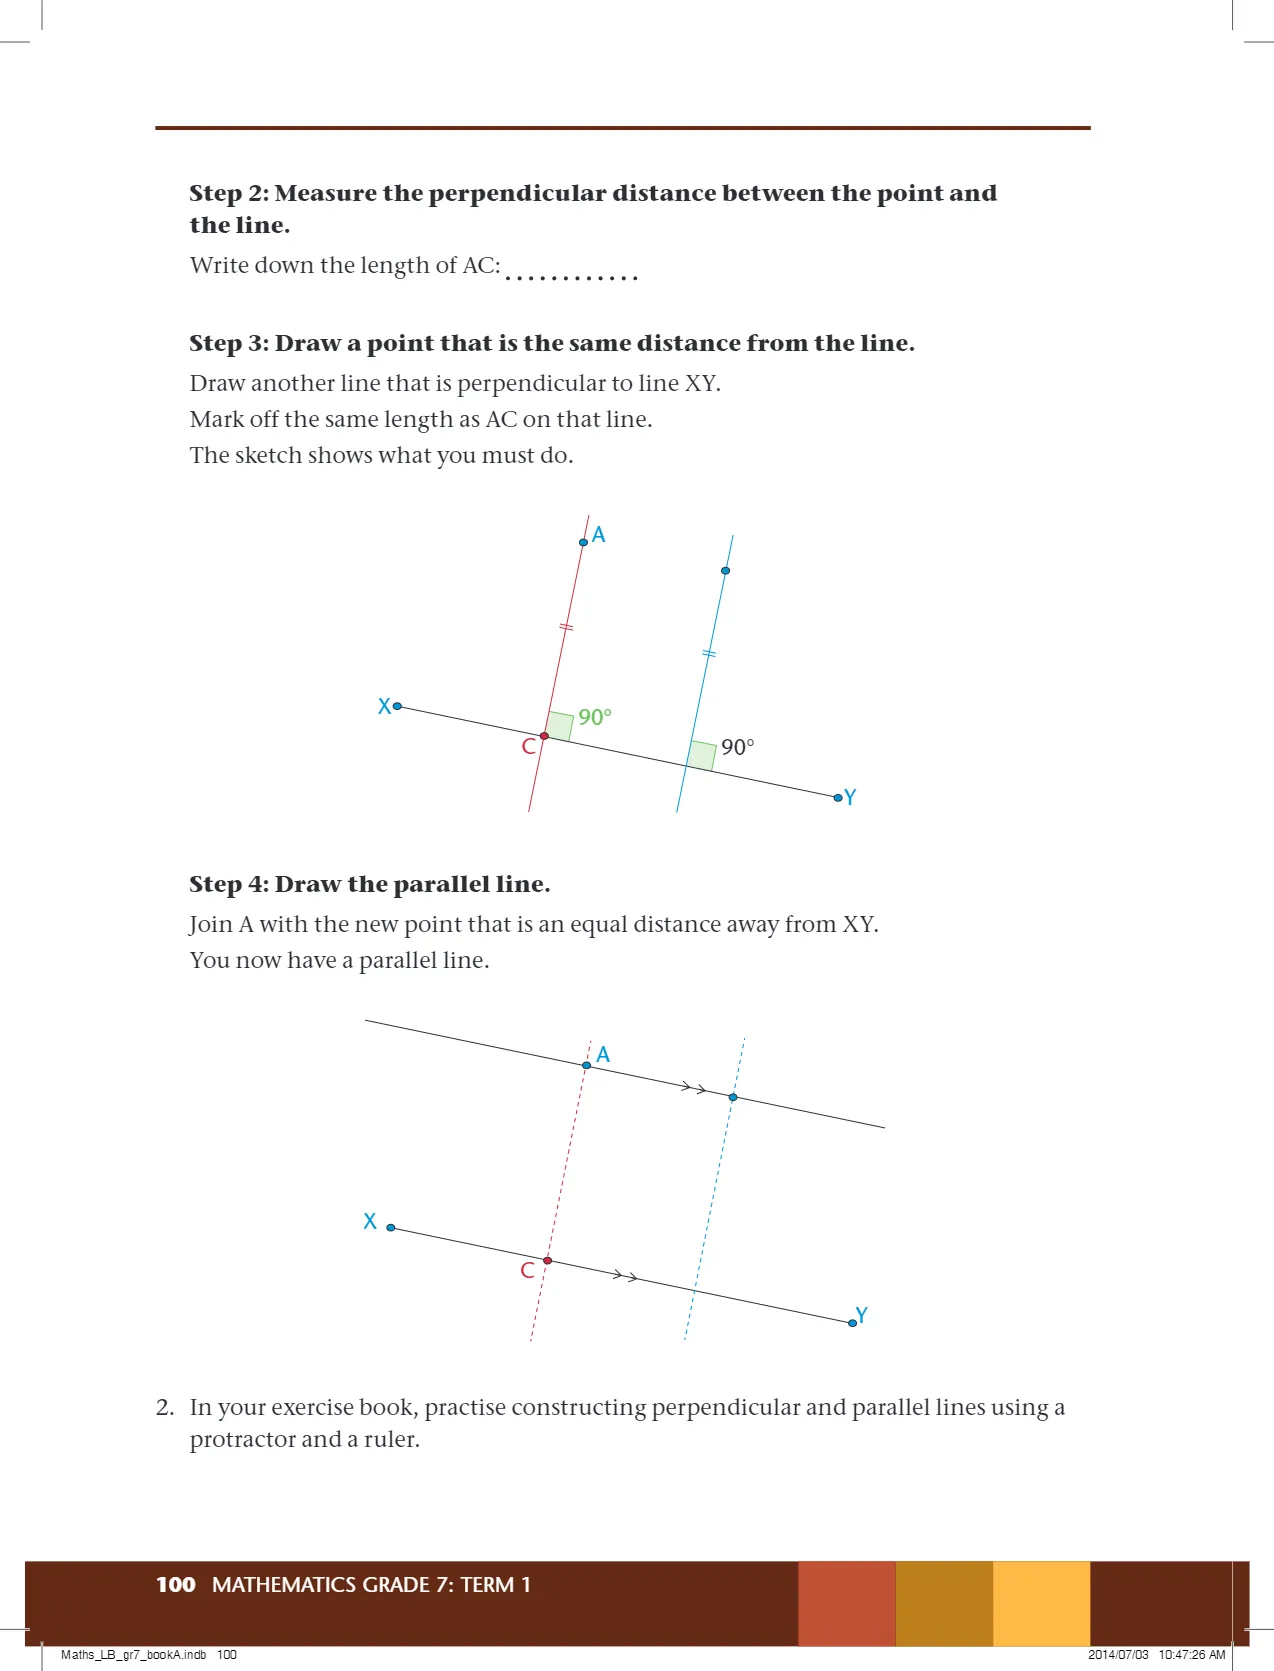 Step 2: Measure the perpendicular distance between the point and
the line.
Write down the length of AC: ............
Step 3: Draw a point that is the same distance from the line.
Draw another line that is perpendicular to line XY.
Mark off the same length as AC on that line.
The sketch shows what you must do.
A
X
90°
C
90°
Y
Step 4: Draw the parallel line.
Join A with the new point that is an equal distance away from XY.
You now have a parallel line.
A
X
C
Y
2. In your exercise book, practise constructing perpendicular and parallel lines using a
protractor and a ruler.
100 MATHEMATICS GRADE 7: TERM 1
Maths_LB_gr7_bookA.indb 100
2014/07/03 10:47:26 AM